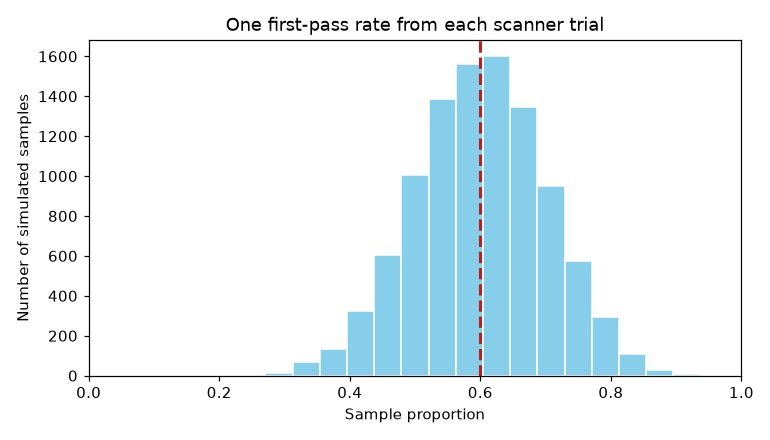 One first-pass rate from each scanner trial
Number of simulated samples
1600
1400
1200
1000
800
600
400
200
0
0.0 0.2 0.4 0.6 0.8 1.0
Sample proportion